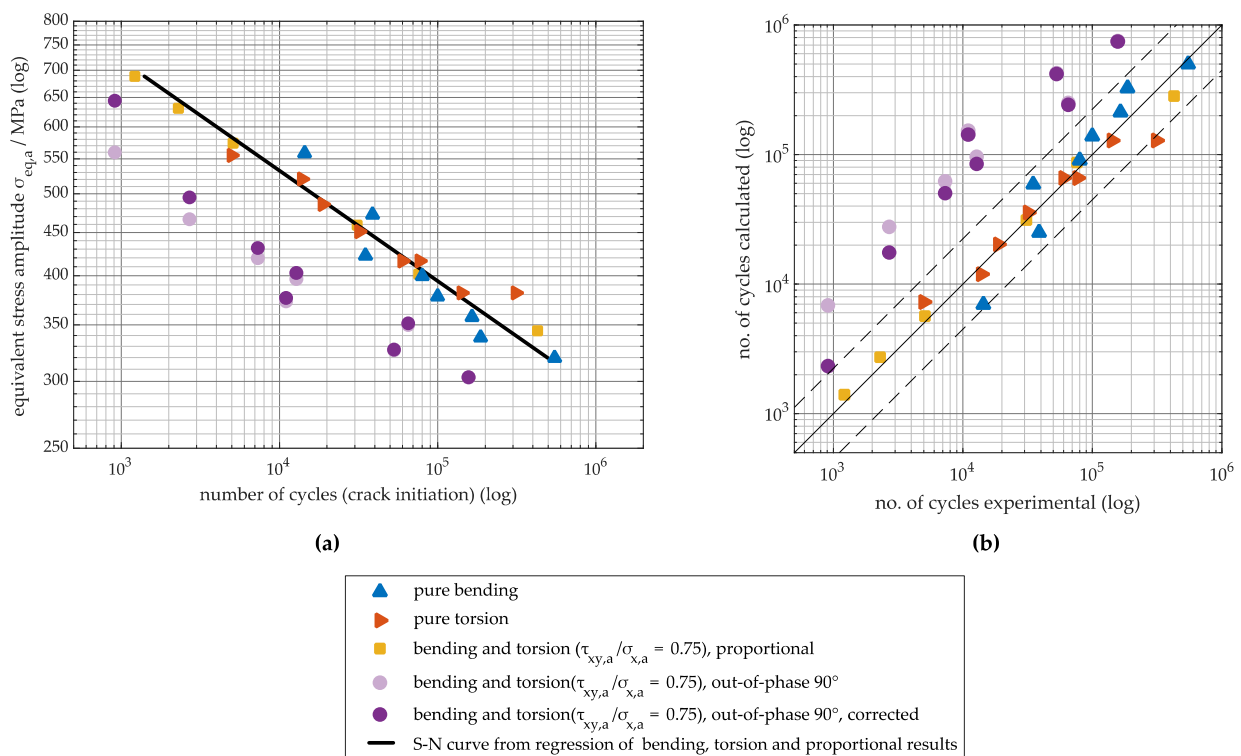 800
750
700
650
600
550
500
450
400
350
300
250
equivalent stress amplitude σeq,a / MPa (log)
10³ 10⁴ 10⁵ 10⁶
number of cycles (crack initiation) (log)
(a)
10⁶
10⁵
10⁴
10³
no. of cycles calculated (log)
10³ 10⁴ 10⁵ 10⁶
no. of cycles experimental (log)
(b)
pure bending
pure torsion
bending and torsion (τxy,a/σx,a = 0.75), proportional
bending and torsion(τxy,a/σx,a = 0.75), out-of-phase 90°
bending and torsion(τxy,a/σx,a = 0.75), out-of-phase 90°, corrected
S-N curve from regression of bending, torsion and proportional results